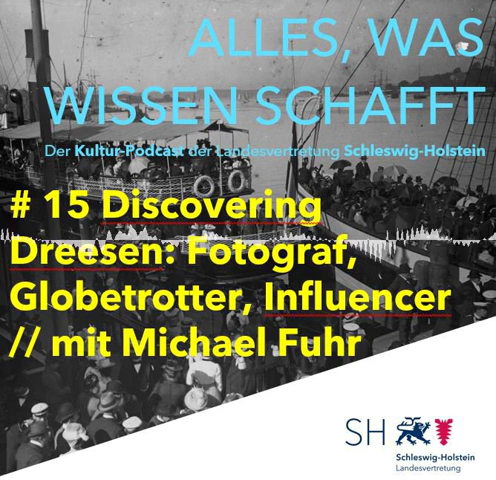 ALLES, WAS
WISSEN SCHAFFT
Der Kultur-Podcast der Landesvertretung Schleswig-Holstein
# 15 Discovering
Dreesen: Fotograf,
Globetrotter, Influencer
// mit Michael Fuhr
SH
Schleswig-Holstein
Landesvertretung